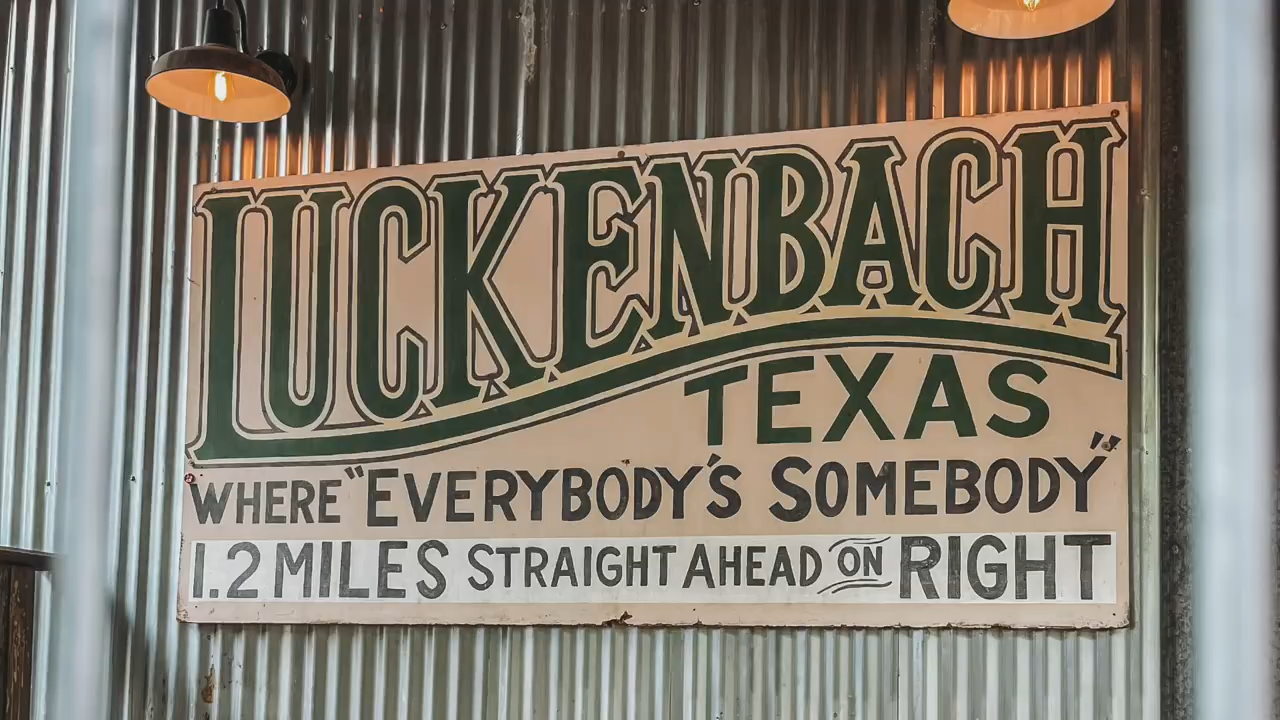 LUCKENBACH
TEXAS
WHERE "EVERYBODY'S SOMEBODY"
1.2 MILES STRAIGHT AHEAD ON RIGHT